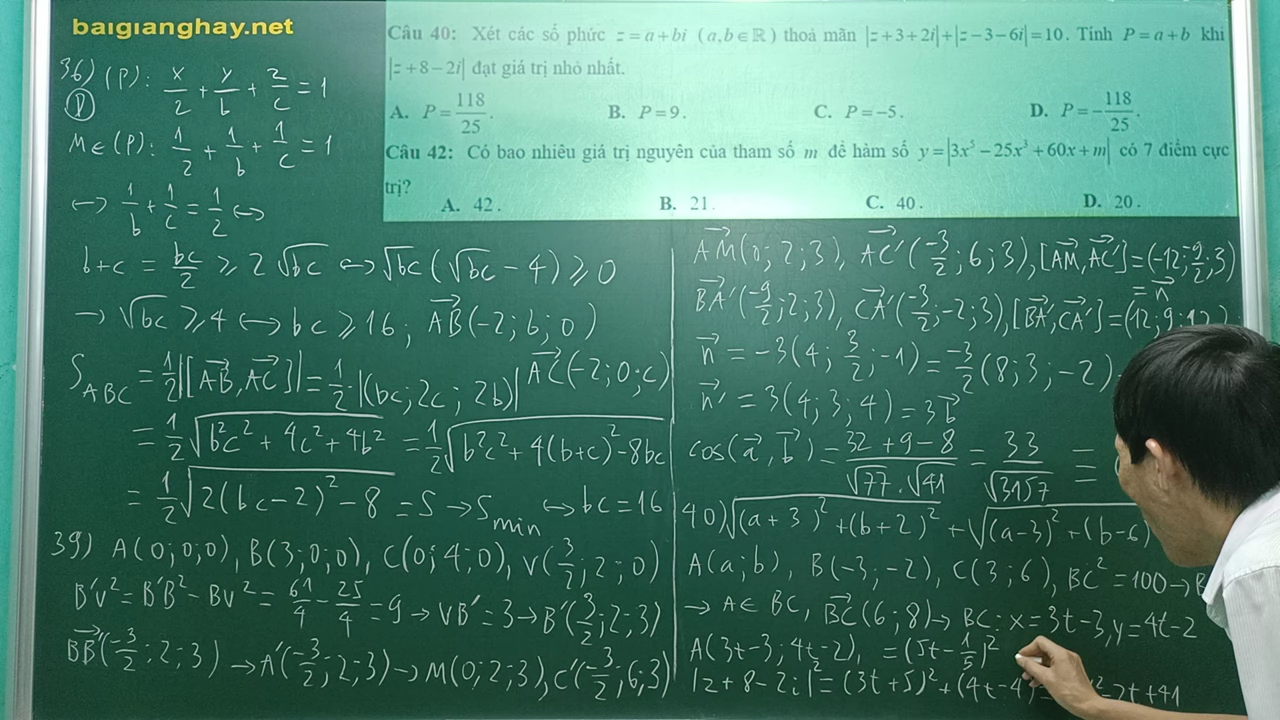 baigianghay.net
Câu 40: Xét các số phức z = a + bi (a, b ∈ ℝ) thoả mãn |z+3+2i|+|z−3−6i|=10. Tính P = a + b khi
|z+8−2i| đạt giá trị nhỏ nhất.
A. P = 118/25. B. P = 9. C. P = −5. D. P = −118/25.
Câu 42: Có bao nhiêu giá trị nguyên của tham số m để hàm số y = |3x⁵ − 25x³ + 60x + m| có 7 điểm cực
trị?
A. 42. B. 21. C. 40. D. 20.
36) (P): x/2 + y/b + z/c = 1
D
M ∈ (P): 1/2 + 1/b + 1/c = 1
↔ 1/b + 1/c = 1/2 ↔
b+c = bc/2 ≥ 2√bc ↔ √bc (√bc − 4) ≥ 0
→ √bc ≥ 4 ↔ bc ≥ 16, AB(−2; b; 0)
S ABC = 1/2 |[AB, AC]| = 1/2 · |(bc; 2c; 2b)| AC(−2; 0; c)
= 1/2 √(b²c² + 4c² + 4b²) = 1/2 √(b²c² + 4(b+c)² − 8bc)
= 1/2 √(2(bc−2)² − 8) = S → S min ↔ bc = 16
39) A(0; 0; 0), B(3; 0; 0), C(0; 4; 0), V(3/2; 2; 0)
B'V² = B'B² − BV² = 61/4 − 25/4 = 9 → VB' = 3 → B'(3/2; 2; 3)
BB'(−3/2; 2; 3) → A'(−3/2; 2; 3) → M(0; 2; 3), C'(−3/2; 6; 3)
AM(0; 2; 3), AC'(−3/2; 6; 3), [AM, AC'] = (−12; −9/2; 3)
= n
BA'(−9/2; 2; 3), CA'(−3/2; −2; 3), [BA', CA'] = (12; 9; 12)
n = −3(4; 3/2; −1) = −3/2 (8; 3; −2)
n' = 3(4; 3; 4) = 3b
cos(a, b) = (32 + 9 − 8)/(√77 . √41) = 33/√3157 =
40) √((a+3)² + (b+2)²) + √((a−3)² + (b−6)
A(a; b), B(−3; −2), C(3; 6), BC² = 100 → B
→ A ∈ BC, BC(6; 8) → BC: x = 3t − 3, y = 4t − 2
A(3t−3; 4t−2), = (5t − 1/5)²
|z + 8 − 2i|² = (3t+5)² + (4t−4) − 2t + 41